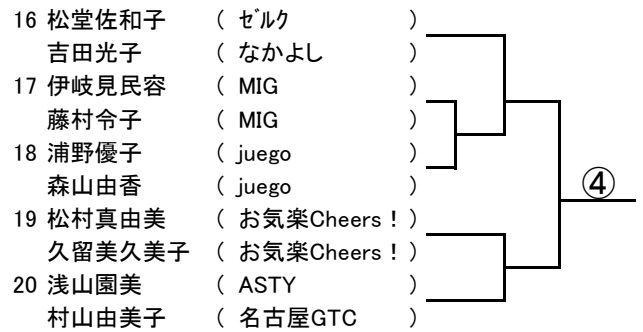 16 松堂佐和子 ( ｾﾞﾙｸ )
吉田光子 ( なかよし )
17 伊岐見民容 ( MIG )
藤村令子 ( MIG )
18 浦野優子 ( juego )
森山由香 ( juego )
④
19 松村真由美 ( お気楽Cheers！)
久留美久美子 ( お気楽Cheers！)
20 浅山園美 ( ASTY )
村山由美子 ( 名古屋GTC )